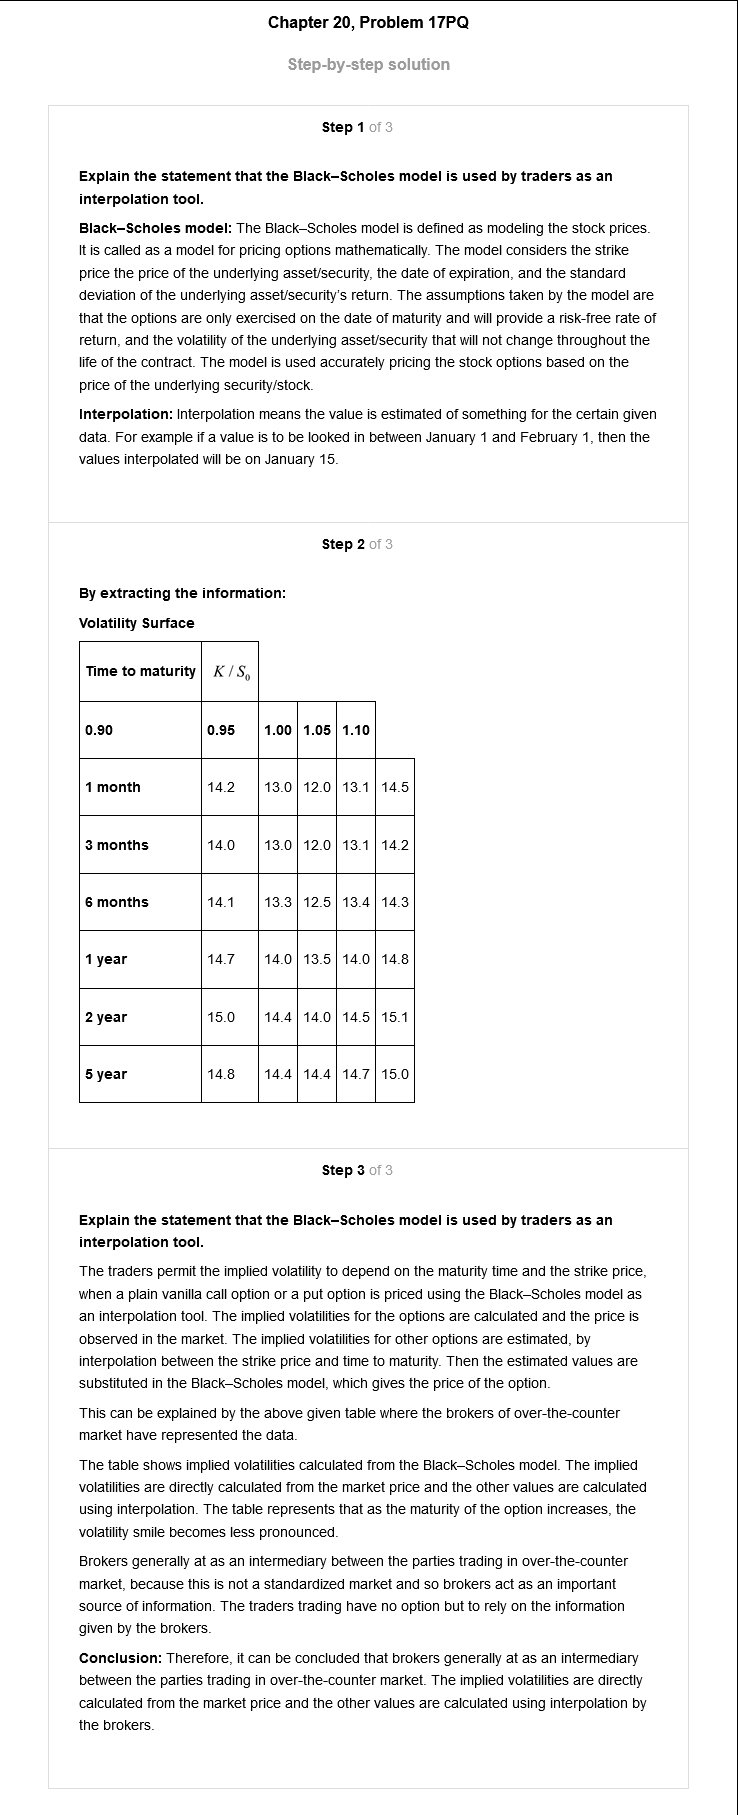 Chapter 20, Problem 17PQ
Step-by-step solution
Step 1 of 3
Explain the statement that the Black–Scholes model is used by traders as an
interpolation tool.
Black–Scholes model: The Black–Scholes model is defined as modeling the stock prices.
It is called as a model for pricing options mathematically. The model considers the strike
price the price of the underlying asset/security, the date of expiration, and the standard
deviation of the underlying asset/security's return. The assumptions taken by the model are
that the options are only exercised on the date of maturity and will provide a risk-free rate of
return, and the volatility of the underlying asset/security that will not change throughout the
life of the contract. The model is used accurately pricing the stock options based on the
price of the underlying security/stock.
Interpolation: Interpolation means the value is estimated of something for the certain given
data. For example if a value is to be looked in between January 1 and February 1, then the
values interpolated will be on January 15.
Step 2 of 3
By extracting the information:
Volatility Surface
Time to maturity K / S₀
0.90 0.95 1.00 1.05 1.10
1 month 14.2 13.0 12.0 13.1 14.5
3 months 14.0 13.0 12.0 13.1 14.2
6 months 14.1 13.3 12.5 13.4 14.3
1 year 14.7 14.0 13.5 14.0 14.8
2 year 15.0 14.4 14.0 14.5 15.1
5 year 14.8 14.4 14.4 14.7 15.0
Step 3 of 3
Explain the statement that the Black–Scholes model is used by traders as an
interpolation tool.
The traders permit the implied volatility to depend on the maturity time and the strike price,
when a plain vanilla call option or a put option is priced using the Black–Scholes model as
an interpolation tool. The implied volatilities for the options are calculated and the price is
observed in the market. The implied volatilities for other options are estimated, by
interpolation between the strike price and time to maturity. Then the estimated values are
substituted in the Black–Scholes model, which gives the price of the option.
This can be explained by the above given table where the brokers of over-the-counter
market have represented the data.
The table shows implied volatilities calculated from the Black–Scholes model. The implied
volatilities are directly calculated from the market price and the other values are calculated
using interpolation. The table represents that as the maturity of the option increases, the
volatility smile becomes less pronounced.
Brokers generally at as an intermediary between the parties trading in over-the-counter
market, because this is not a standardized market and so brokers act as an important
source of information. The traders trading have no option but to rely on the information
given by the brokers.
Conclusion: Therefore, it can be concluded that brokers generally at as an intermediary
between the parties trading in over-the-counter market. The implied volatilities are directly
calculated from the market price and the other values are calculated using interpolation by
the brokers.